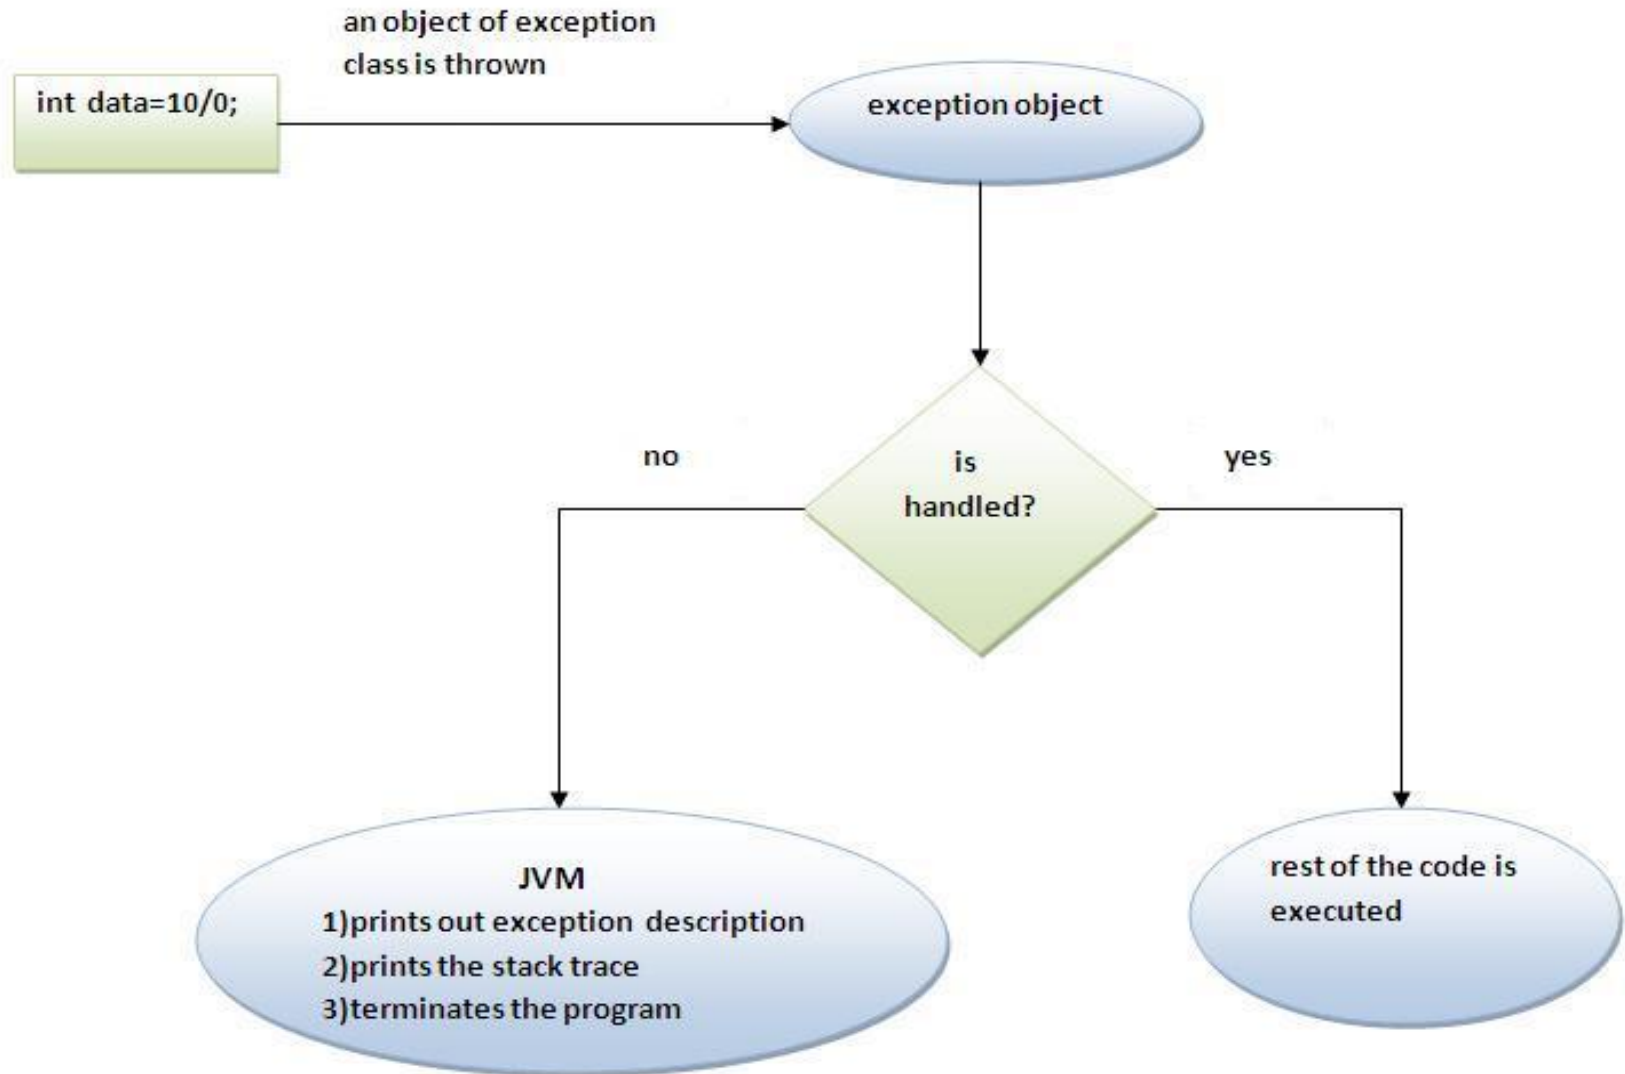 an object of exception
class is thrown
int data=10/0;
exception object
no
is
handled?
yes
JVM
1)prints out exception description
2)prints the stack trace
3)terminates the program
rest of the code is
executed